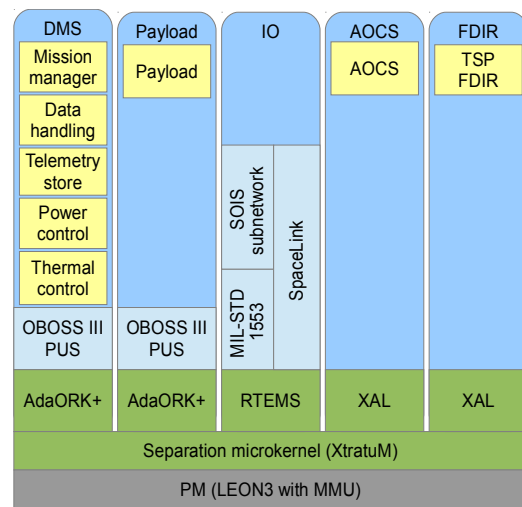 DMS
Mission
manager
Data
handling
Telemetry
store
Power
control
Thermal
control
OBOSS III
PUS
AdaORK+
Payload
Payload
OBOSS III
PUS
AdaORK+
IO
SOIS
subnetwork
MIL-STD
1553
SpaceLink
RTEMS
AOCS
AOCS
XAL
FDIR
TSP
FDIR
XAL
Separation microkernel (XtratuM)
PM (LEON3 with MMU)